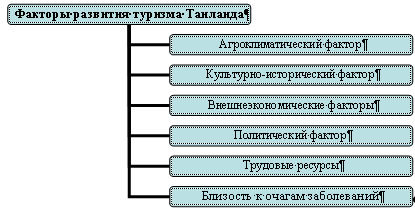 Факторы·развития·туризма·Таиланда¶
Агроклиматический·фактор¶
Культурно-исторический·фактор¶
Внешнеэкономические·факторы¶
Политический·фактор¶
Трудовые·ресурсы¶
Близость·к·очагам·заболеваний¶